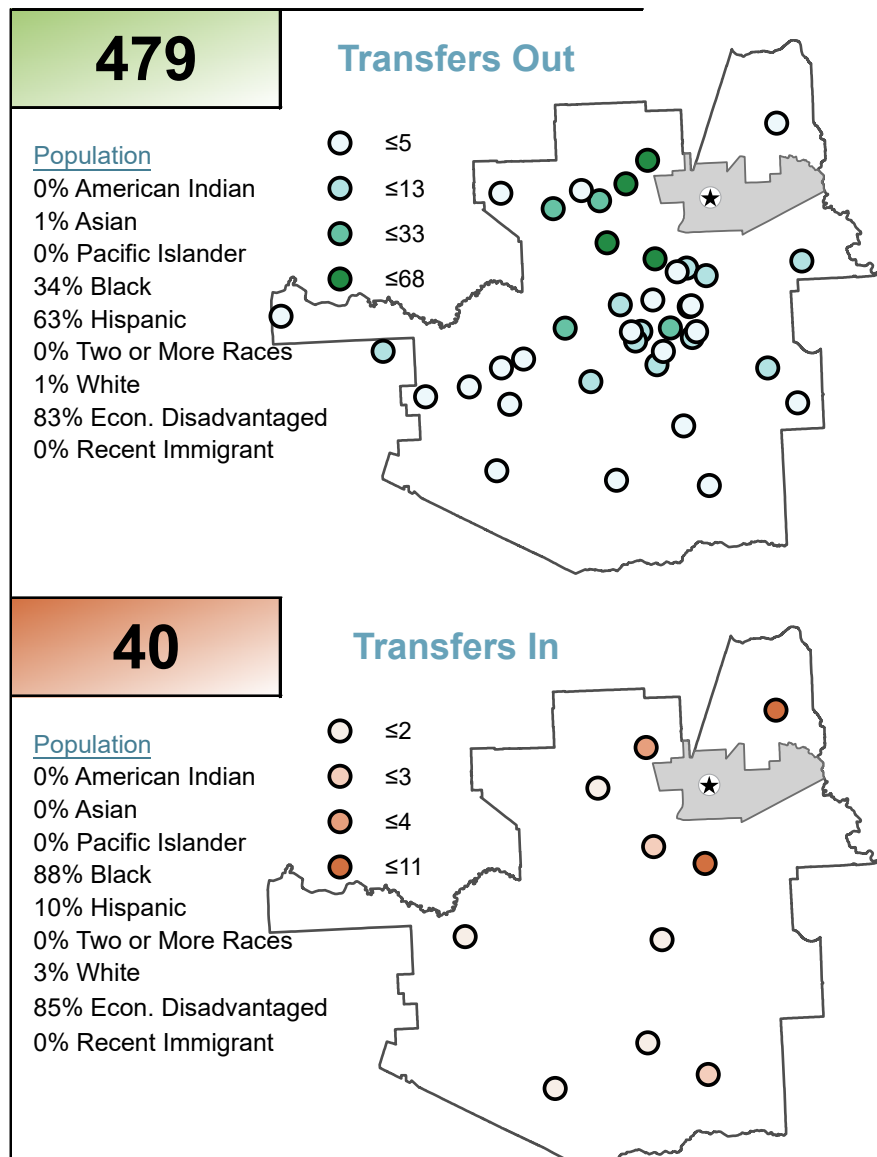 479
Transfers Out
Population
0% American Indian
1% Asian
0% Pacific Islander
34% Black
63% Hispanic
0% Two or More Races
1% White
83% Econ. Disadvantaged
0% Recent Immigrant
≤5
≤13
≤33
≤68
40
Transfers In
Population
0% American Indian
0% Asian
0% Pacific Islander
88% Black
10% Hispanic
0% Two or More Races
3% White
85% Econ. Disadvantaged
0% Recent Immigrant
≤2
≤3
≤4
≤11